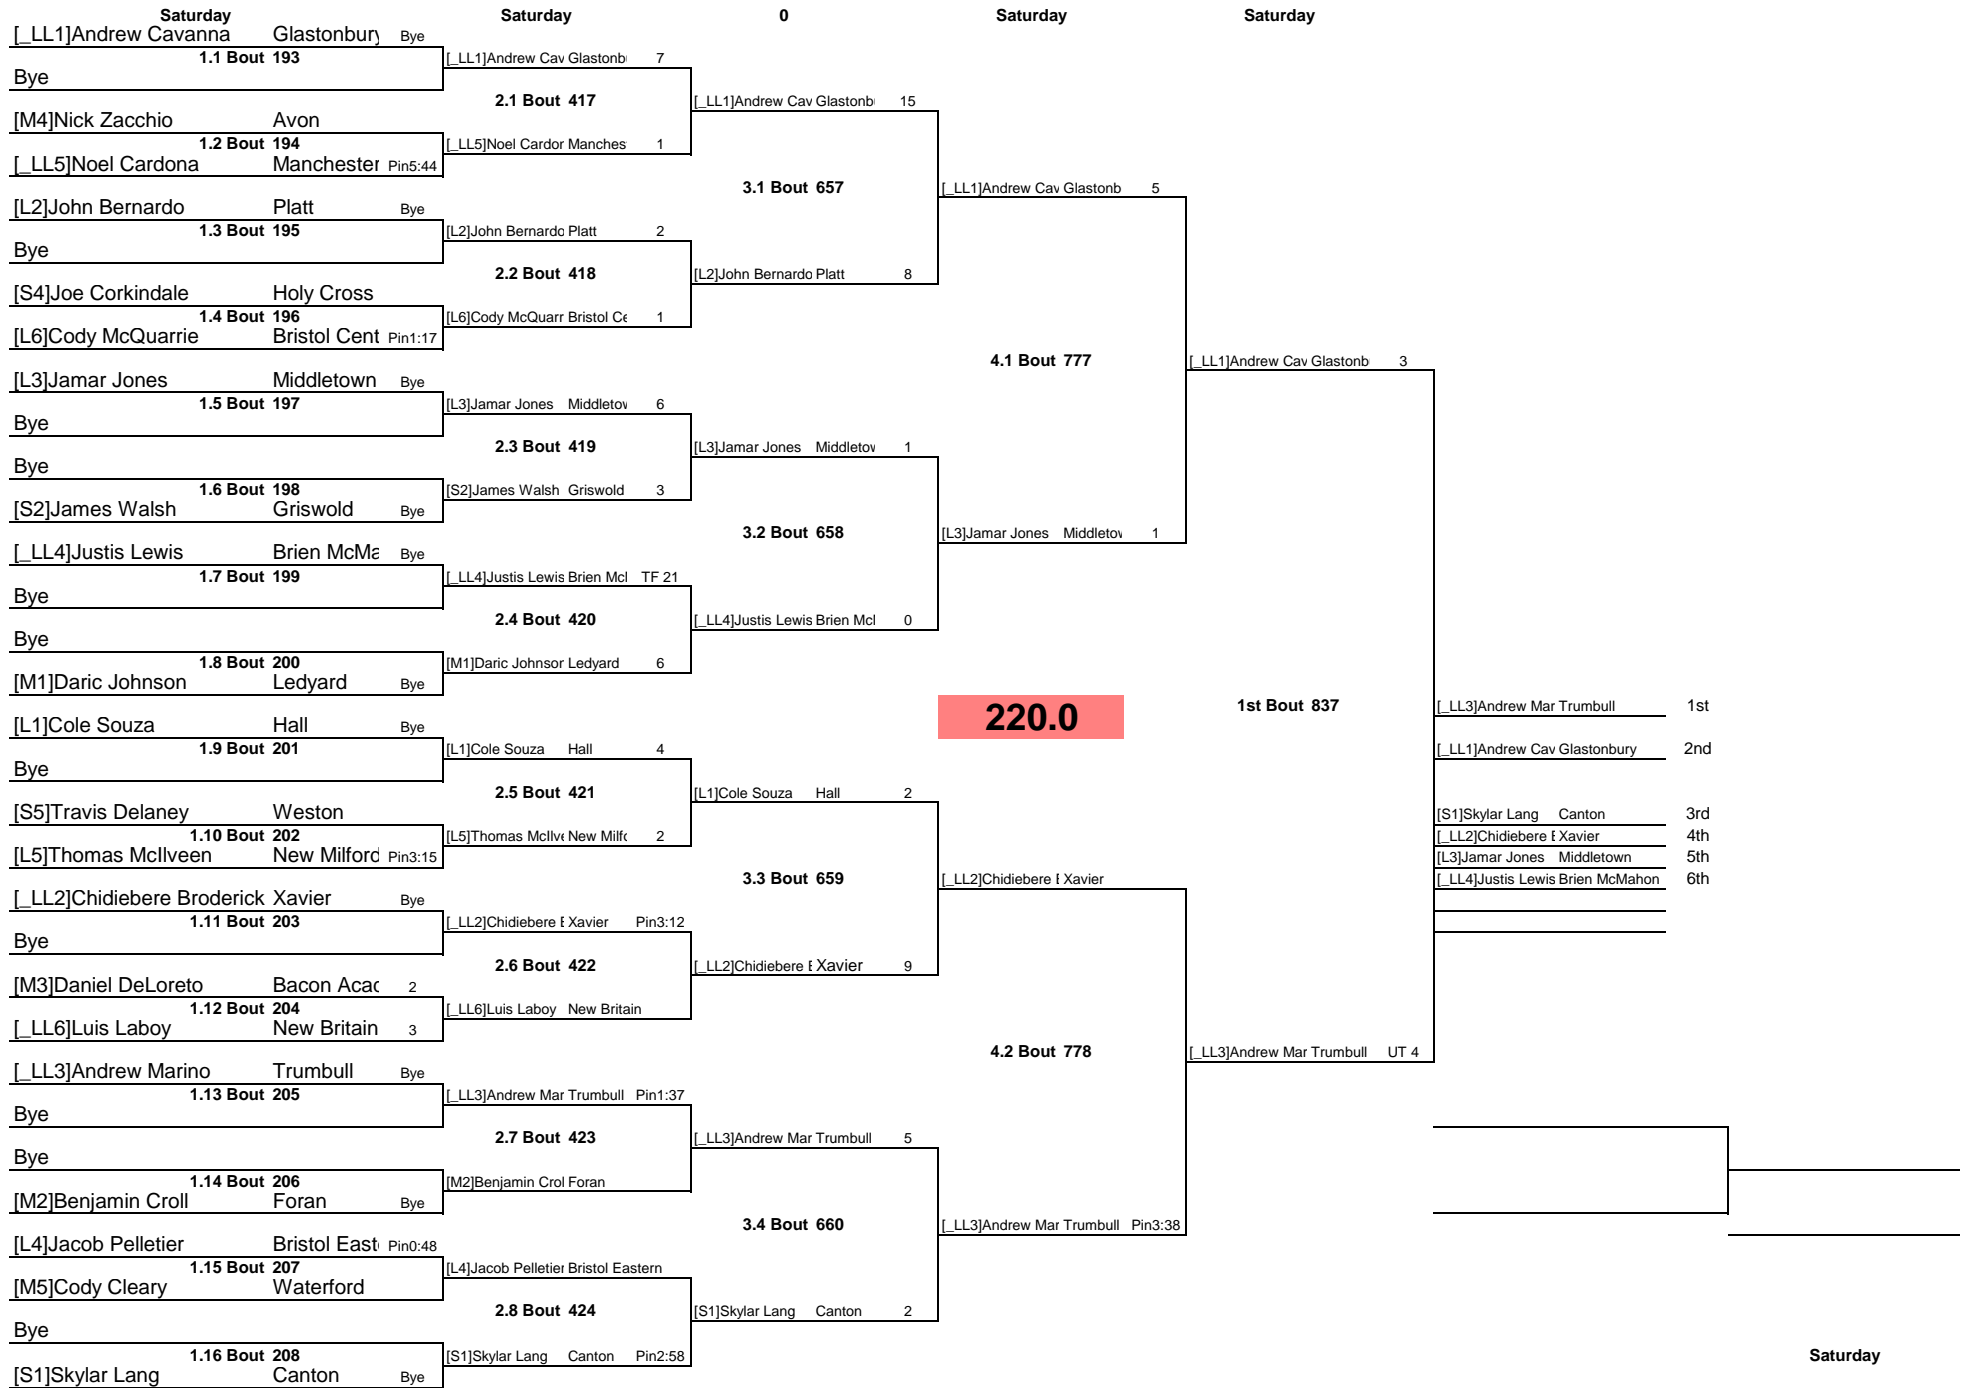 Saturday Saturday 0 Saturday Saturday
[_LL1]Andrew Cavanna Glastonbury Bye
1.1 Bout 193
Bye
[M4]Nick Zacchio Avon
1.2 Bout 194
[_LL5]Noel Cardona Manchester Pin5:44
[L2]John Bernardo Platt Bye
1.3 Bout 195
Bye
[S4]Joe Corkindale Holy Cross
1.4 Bout 196
[L6]Cody McQuarrie Bristol Cent Pin1:17
[L3]Jamar Jones Middletown Bye
1.5 Bout 197
Bye
Bye
1.6 Bout 198
[S2]James Walsh Griswold Bye
[_LL4]Justis Lewis Brien McMa Bye
1.7 Bout 199
Bye
Bye
1.8 Bout 200
[M1]Daric Johnson Ledyard Bye
[L1]Cole Souza Hall Bye
1.9 Bout 201
Bye
[S5]Travis Delaney Weston
1.10 Bout 202
[L5]Thomas McIlveen New Milford Pin3:15
[_LL2]Chidiebere Broderick Xavier Bye
1.11 Bout 203
Bye
[M3]Daniel DeLoreto Bacon Acac 2
1.12 Bout 204
[_LL6]Luis Laboy New Britain 3
[_LL3]Andrew Marino Trumbull Bye
1.13 Bout 205
Bye
Bye
1.14 Bout 206
[M2]Benjamin Croll Foran Bye
[L4]Jacob Pelletier Bristol East Pin0:48
1.15 Bout 207
[M5]Cody Cleary Waterford
Bye
1.16 Bout 208
[S1]Skylar Lang Canton Bye
[_LL1]Andrew Cav Glastonb 7
2.1 Bout 417
[_LL5]Noel Cardor Manches 1
[L2]John Bernardo Platt 2
2.2 Bout 418
[L6]Cody McQuarr Bristol Ce 1
[L3]Jamar Jones Middletov 6
2.3 Bout 419
[S2]James Walsh Griswold 3
[_LL4]Justis Lewis Brien Mcl TF 21
2.4 Bout 420
[M1]Daric Johnsor Ledyard 6
[L1]Cole Souza Hall 4
2.5 Bout 421
[L5]Thomas McIlve New Milfc 2
[_LL2]Chidiebere E Xavier Pin3:12
2.6 Bout 422
[_LL6]Luis Laboy New Britain
[_LL3]Andrew Mar Trumbull Pin1:37
2.7 Bout 423
[M2]Benjamin Crol Foran
[L4]Jacob Pelletier Bristol Eastern
2.8 Bout 424
[S1]Skylar Lang Canton Pin2:58
[_LL1]Andrew Cav Glastonb 15
3.1 Bout 657
[L2]John Bernardo Platt 8
[L3]Jamar Jones Middletov 1
3.2 Bout 658
[_LL4]Justis Lewis Brien Mcl 0
[L1]Cole Souza Hall 2
3.3 Bout 659
[_LL2]Chidiebere E Xavier 9
[_LL3]Andrew Mar Trumbull 5
3.4 Bout 660
[S1]Skylar Lang Canton 2
[_LL1]Andrew Cav Glastonb 5
4.1 Bout 777
[L3]Jamar Jones Middletov 1
220.0
[_LL2]Chidiebere E Xavier
4.2 Bout 778
[_LL3]Andrew Mar Trumbull Pin3:38
[_LL1]Andrew Cav Glastonb 3
1st Bout 837
[_LL3]Andrew Mar Trumbull UT 4
[_LL3]Andrew Mar Trumbull 1st
[_LL1]Andrew Cav Glastonbury 2nd
[S1]Skylar Lang Canton 3rd
[_LL2]Chidiebere E Xavier 4th
[L3]Jamar Jones Middletown 5th
[_LL4]Justis Lewis Brien McMahon 6th
Saturday